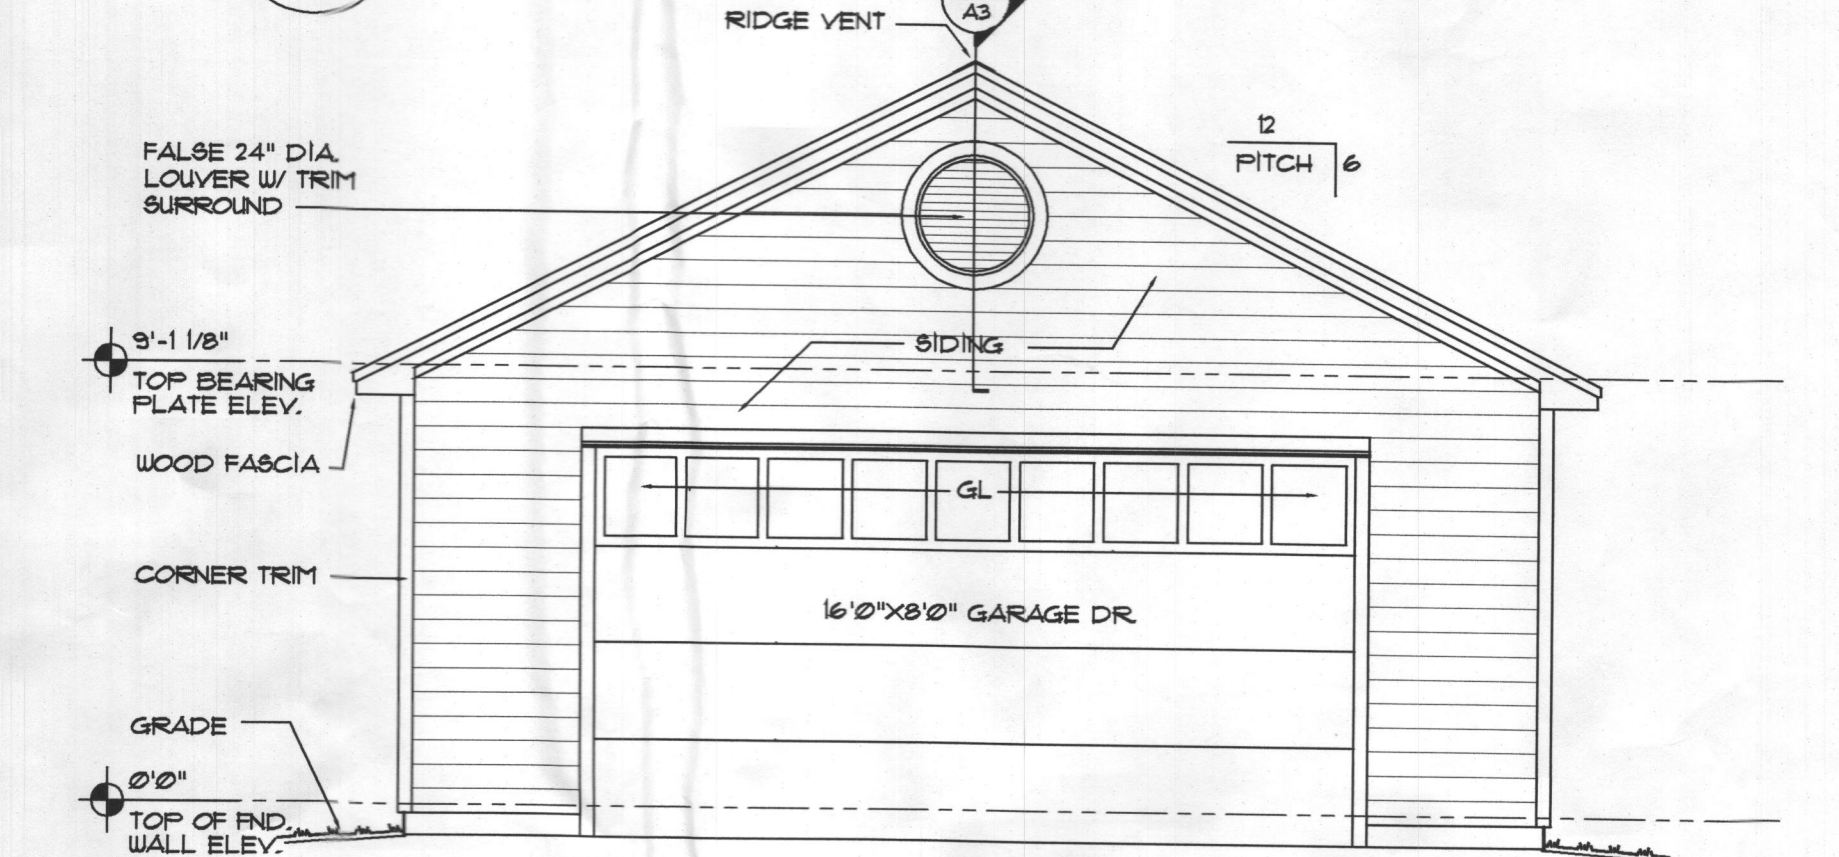 A3
RIDGE VENT
12
PITCH 6
FALSE 24" DIA.
LOUVER W/ TRIM
SURROUND
SIDING
9'-1 1/8"
TOP BEARING
PLATE ELEV.
WOOD FASCIA
GL
CORNER TRIM
16'0"X8'0" GARAGE DR.
GRADE
0'0"
TOP OF FND.
WALL ELEV.